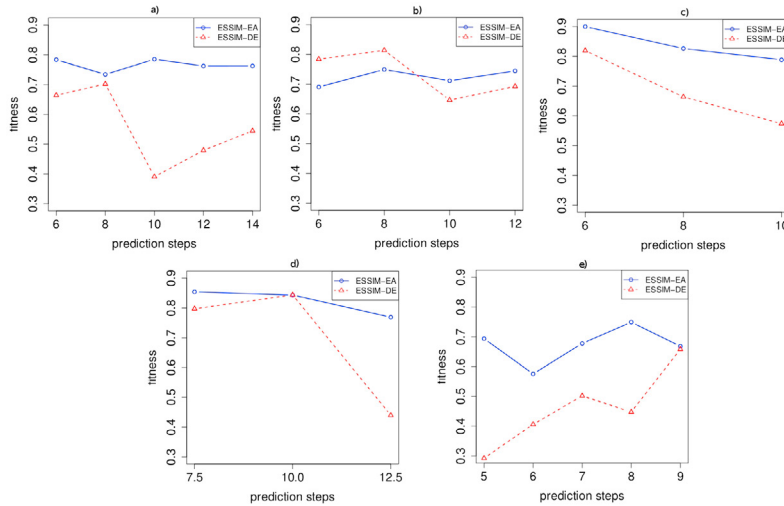 a)
ESSIM-EA
ESSIM-DE
fitness
0.9
0.8
0.7
0.6
0.5
0.4
0.3
6 8 10 12 14
prediction steps
b)
ESSIM-EA
ESSIM-DE
fitness
0.9
0.8
0.7
0.6
0.5
0.4
0.3
6 8 10 12
prediction steps
c)
ESSIM-EA
ESSIM-DE
fitness
0.9
0.8
0.7
0.6
0.5
0.4
0.3
6 8 10
prediction steps
d)
ESSIM-EA
ESSIM-DE
fitness
0.9
0.8
0.7
0.6
0.5
0.4
0.3
7.5 10.0 12.5
prediction steps
e)
ESSIM-EA
ESSIM-DE
fitness
0.9
0.8
0.7
0.6
0.5
0.4
0.3
5 6 7 8 9
prediction steps